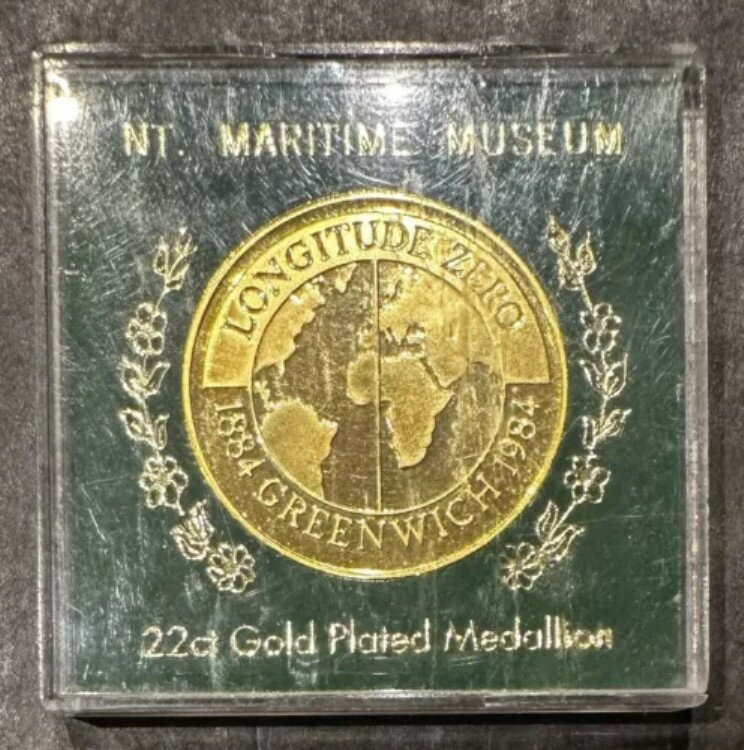 NT. MARITIME MUSEUM
LONGITUDE ZERO
1884 GREENWICH 1984
22ct Gold Plated Medallion